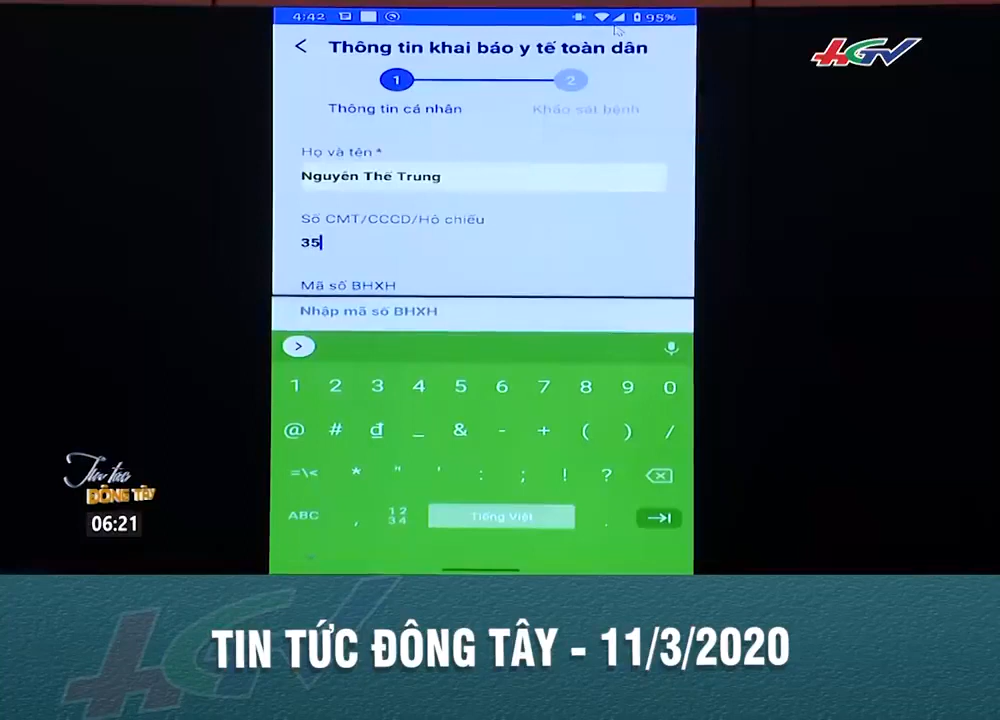 4:42
95%
Thông tin khai báo y tế toàn dân
HGV
1
2
Thông tin cá nhân
Khảo sát bệnh
Họ và tên *
Nguyễn Thế Trung
Số CMT/CCCD/Hộ chiếu
35
Mã số BHXH
Nhập mã số BHXH
>
1 2 3 4 5 6 7 8 9 0
@ # đ _ & - + ( ) /
=\< * " ' : ; ! ?
ABC , 12 34 Tiếng Việt .
Tin tức
ĐÔNG TÂY
06:21
HGV
TIN TỨC ĐÔNG TÂY - 11/3/2020